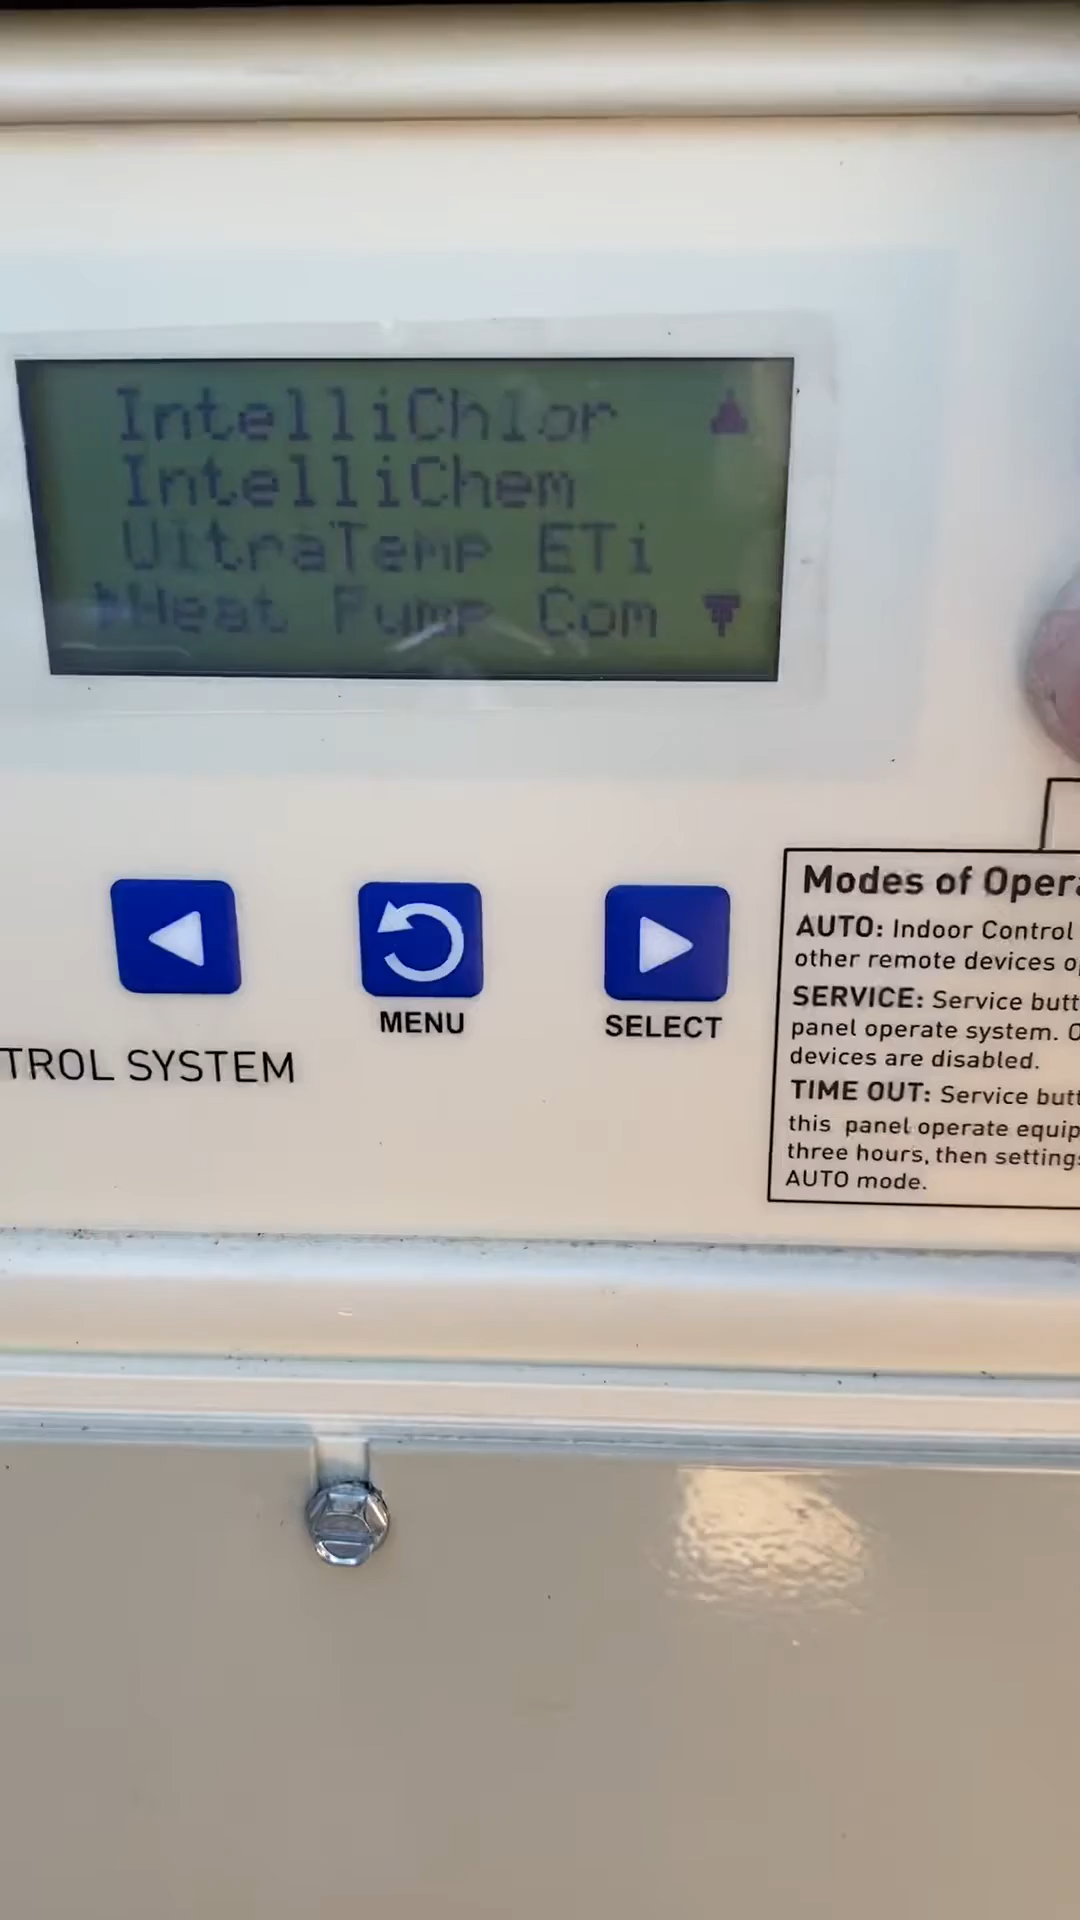 IntelliChlor ▲
IntelliChem
UltraTemp ETi
▶Heat Pump Com ▼
MENU
SELECT
TROL SYSTEM
Modes of Opera
AUTO: Indoor Control
other remote devices o
SERVICE: Service butt
panel operate system. O
devices are disabled.
TIME OUT: Service butt
this panel operate equip
three hours, then settings
AUTO mode.